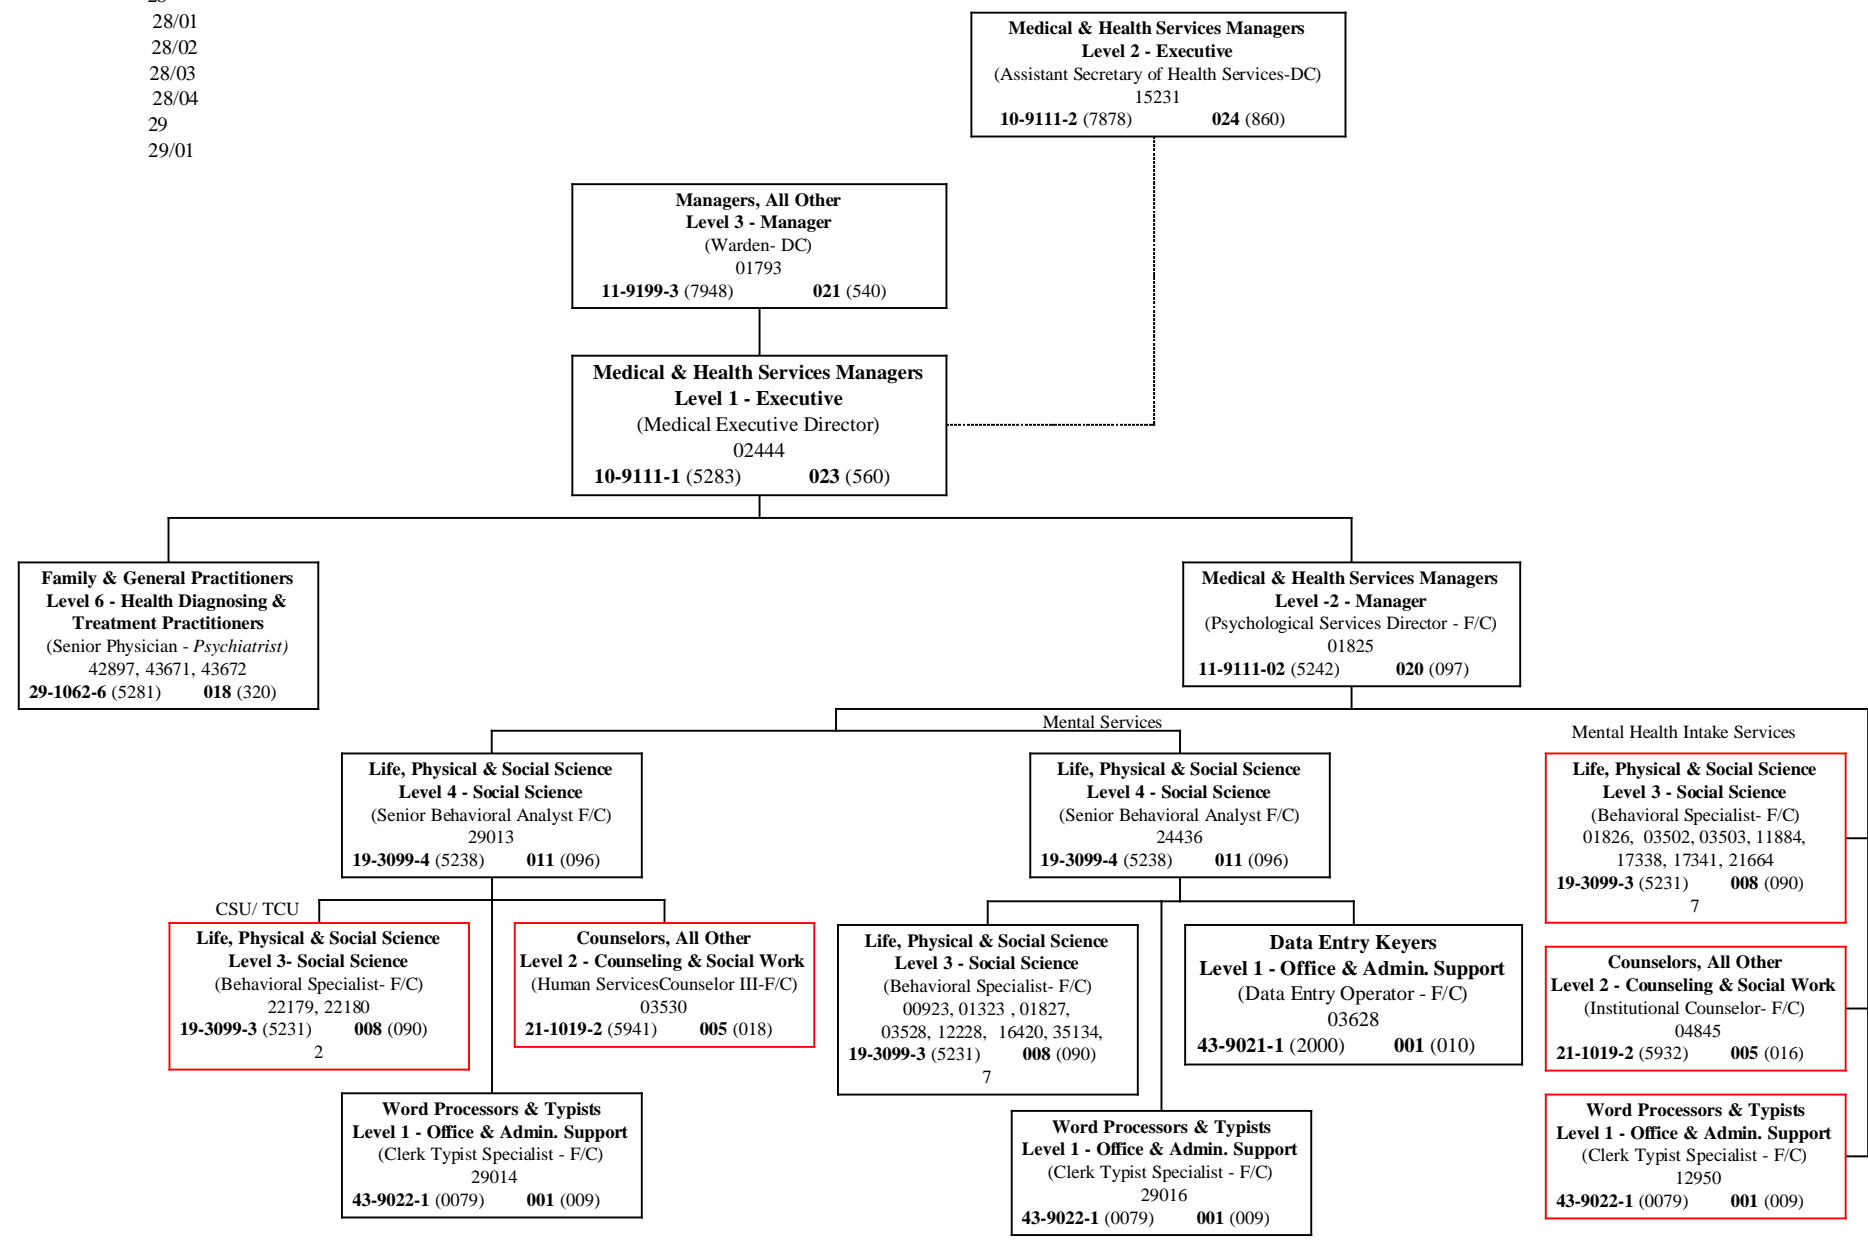 28/01
28/02
28/03
28/04
29
29/01
Medical & Health Services Managers
Level 2 - Executive
(Assistant Secretary of Health Services-DC)
15231
10-9111-2 (7878) 024 (860)
Managers, All Other
Level 3 - Manager
(Warden- DC)
01793
11-9199-3 (7948) 021 (540)
Medical & Health Services Managers
Level 1 - Executive
(Medical Executive Director)
02444
10-9111-1 (5283) 023 (560)
Family & General Practitioners
Level 6 - Health Diagnosing &
Treatment Practitioners
(Senior Physician - Psychiatrist)
42897, 43671, 43672
29-1062-6 (5281) 018 (320)
Medical & Health Services Managers
Level -2 - Manager
(Psychological Services Director - F/C)
01825
11-9111-02 (5242) 020 (097)
Mental Services
Mental Health Intake Services
Life, Physical & Social Science
Level 4 - Social Science
(Senior Behavioral Analyst F/C)
29013
19-3099-4 (5238) 011 (096)
Life, Physical & Social Science
Level 4 - Social Science
(Senior Behavioral Analyst F/C)
24436
19-3099-4 (5238) 011 (096)
Life, Physical & Social Science
Level 3 - Social Science
(Behavioral Specialist- F/C)
01826, 03502, 03503, 11884,
17338, 17341, 21664
19-3099-3 (5231) 008 (090)
7
CSU/ TCU
Life, Physical & Social Science
Level 3- Social Science
(Behavioral Specialist- F/C)
22179, 22180
19-3099-3 (5231) 008 (090)
2
Counselors, All Other
Level 2 - Counseling & Social Work
(Human ServicesCounselor III-F/C)
03530
21-1019-2 (5941) 005 (018)
Life, Physical & Social Science
Level 3 - Social Science
(Behavioral Specialist- F/C)
00923, 01323 , 01827,
03528, 12228, 16420, 35134,
19-3099-3 (5231) 008 (090)
7
Data Entry Keyers
Level 1 - Office & Admin. Support
(Data Entry Operator - F/C)
03628
43-9021-1 (2000) 001 (010)
Counselors, All Other
Level 2 - Counseling & Social Work
(Institutional Counselor- F/C)
04845
21-1019-2 (5932) 005 (016)
Word Processors & Typists
Level 1 - Office & Admin. Support
(Clerk Typist Specialist - F/C)
29014
43-9022-1 (0079) 001 (009)
Word Processors & Typists
Level 1 - Office & Admin. Support
(Clerk Typist Specialist - F/C)
29016
43-9022-1 (0079) 001 (009)
Word Processors & Typists
Level 1 - Office & Admin. Support
(Clerk Typist Specialist - F/C)
12950
43-9022-1 (0079) 001 (009)